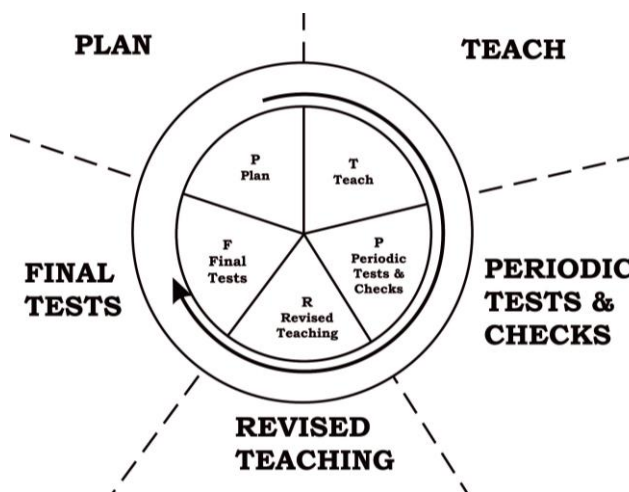 PLAN
TEACH
P
Plan
T
Teach
F
Final
Tests
P
Periodic
Tests &
Checks
R
Revised
Teaching
FINAL
TESTS
PERIODIC
TESTS &
CHECKS
REVISED
TEACHING